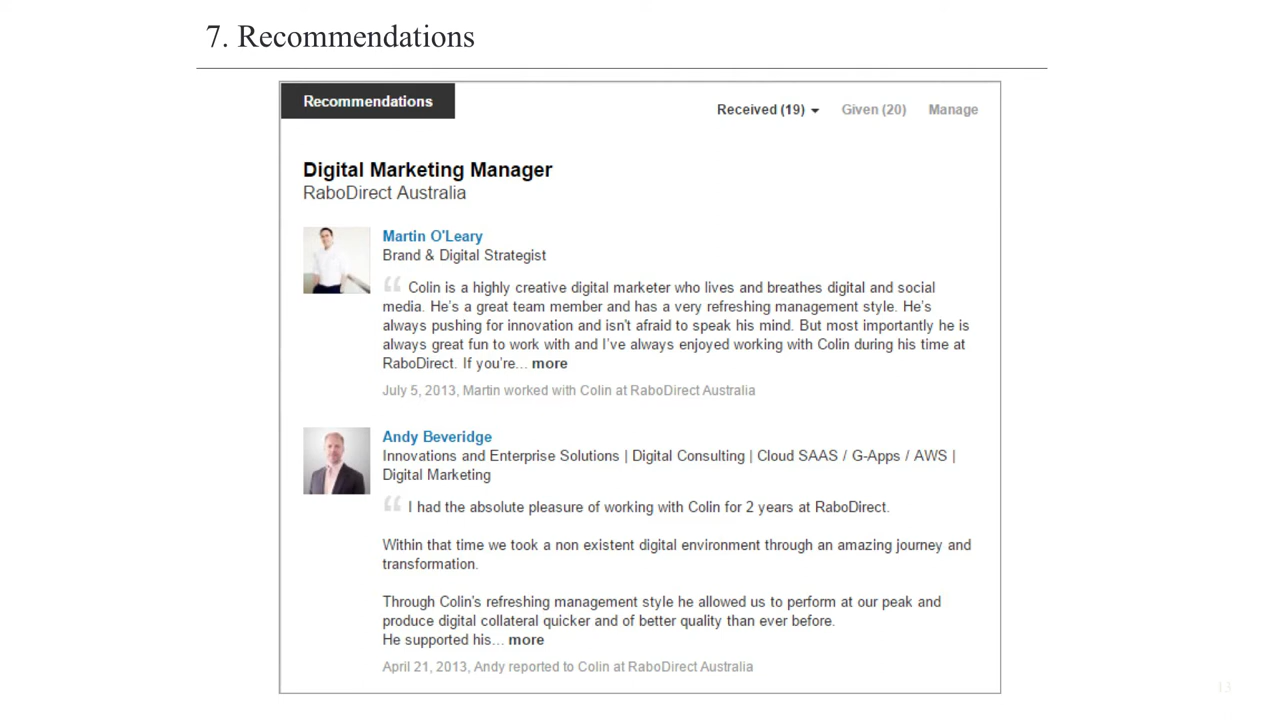 7. Recommendations
Recommendations
Received (19)
Given (20)
Manage
Digital Marketing Manager
RaboDirect Australia
Martin O'Leary
Brand & Digital Strategist
“ Colin is a highly creative digital marketer who lives and breathes digital and social
media. He’s a great team member and has a very refreshing management style. He’s
always pushing for innovation and isn't afraid to speak his mind. But most importantly he is
always great fun to work with and I’ve always enjoyed working with Colin during his time at
RaboDirect. If you’re... more
July 5, 2013, Martin worked with Colin at RaboDirect Australia
Andy Beveridge
Innovations and Enterprise Solutions | Digital Consulting | Cloud SAAS / G-Apps / AWS |
Digital Marketing
“ I had the absolute pleasure of working with Colin for 2 years at RaboDirect.
Within that time we took a non existent digital environment through an amazing journey and
transformation.
Through Colin's refreshing management style he allowed us to perform at our peak and
produce digital collateral quicker and of better quality than ever before.
He supported his... more
April 21, 2013, Andy reported to Colin at RaboDirect Australia
13